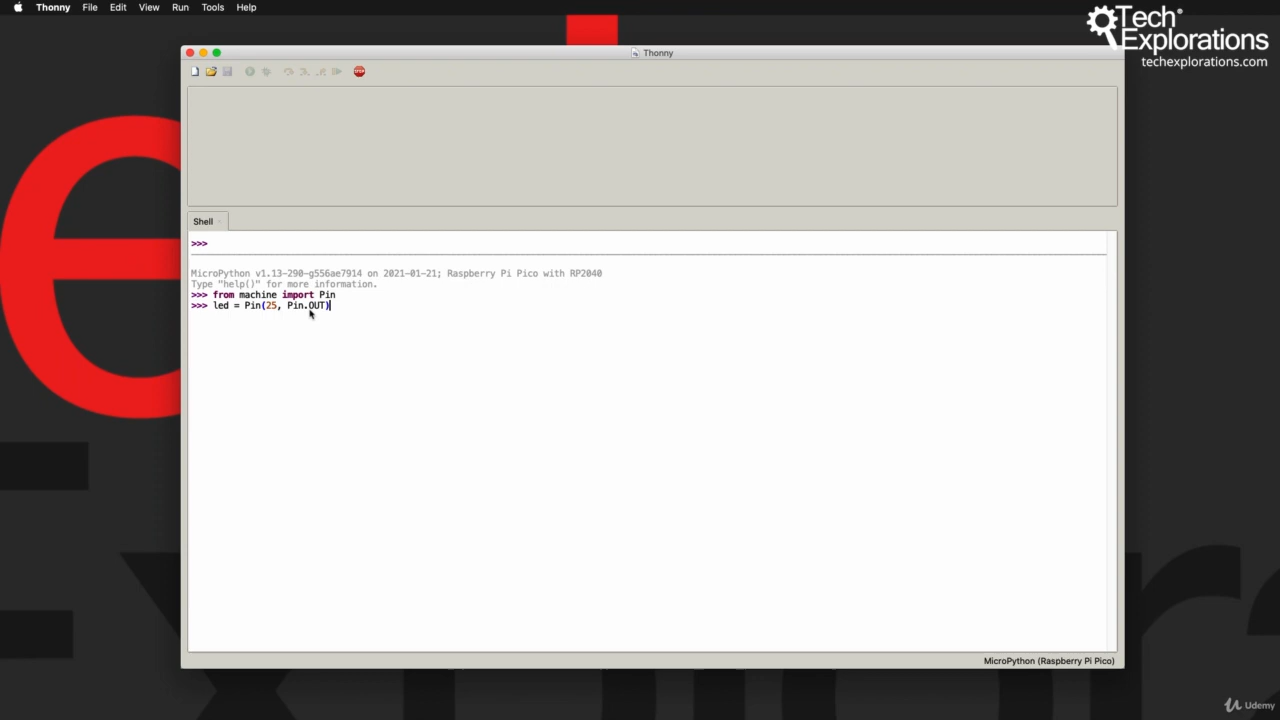 Thonny File Edit View Run Tools Help
Tech
Explorations
techexplorations.com
Thonny
STOP
Shell
>>>
MicroPython v1.13-290-g556ae7914 on 2021-01-21; Raspberry Pi Pico with RP2040
Type "help()" for more information.
>>> from machine import Pin
>>> led = Pin(25, Pin.OUT)
MicroPython (Raspberry Pi Pico)
Udemy